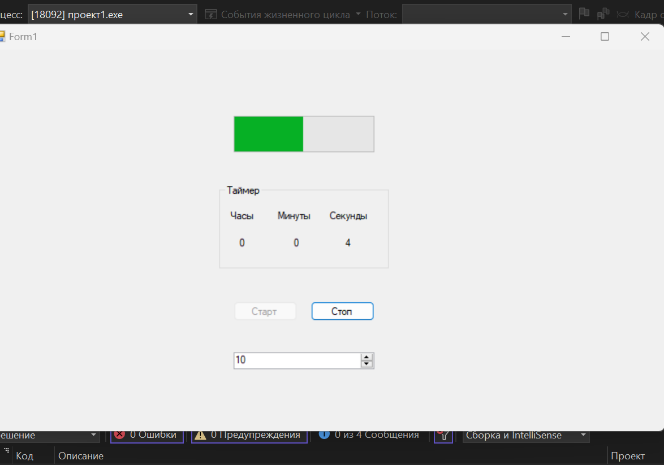 цесс: [18092] проект1.exe События жизненного цикла Поток: Кадр
Form1
Таймер
Часы Минуты Секунды
0 0 4
Старт Стоп
10
решение 0 Ошибки 0 Предупреждения 0 из 4 Сообщения Сборка и IntelliSense
Код Описание Проект